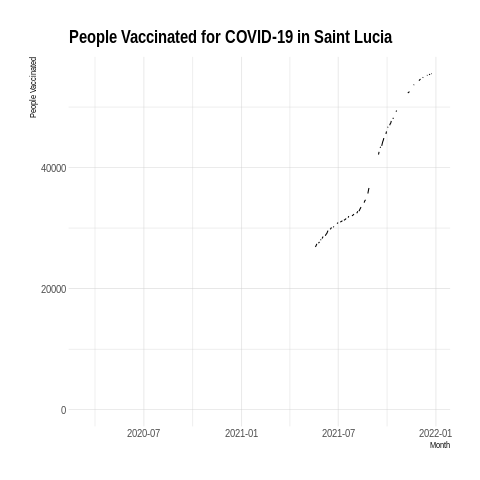 People Vaccinated for COVID-19 in Saint Lucia
People Vaccinated
40000
20000
0
2020-07 2021-01 2021-07 2022-01
Month